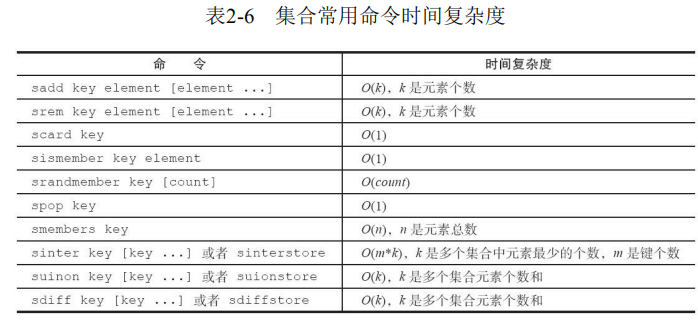 表2-6 集合常用命令时间复杂度
命 令 时间复杂度
sadd key element [element ...] O(k)，k 是元素个数
srem key element [element ...] O(k)，k 是元素个数
scard key O(1)
sismember key element O(1)
srandmember key [count] O(count)
spop key O(1)
smembers key O(n)，n 是元素总数
sinter key [key ...] 或者 sinterstore O(m*k)，k 是多个集合中元素最少的个数，m 是键个数
suinon key [key ...] 或者 suionstore O(k)，k 是多个集合元素个数和
sdiff key [key ...] 或者 sdiffstore O(k)，k 是多个集合元素个数和